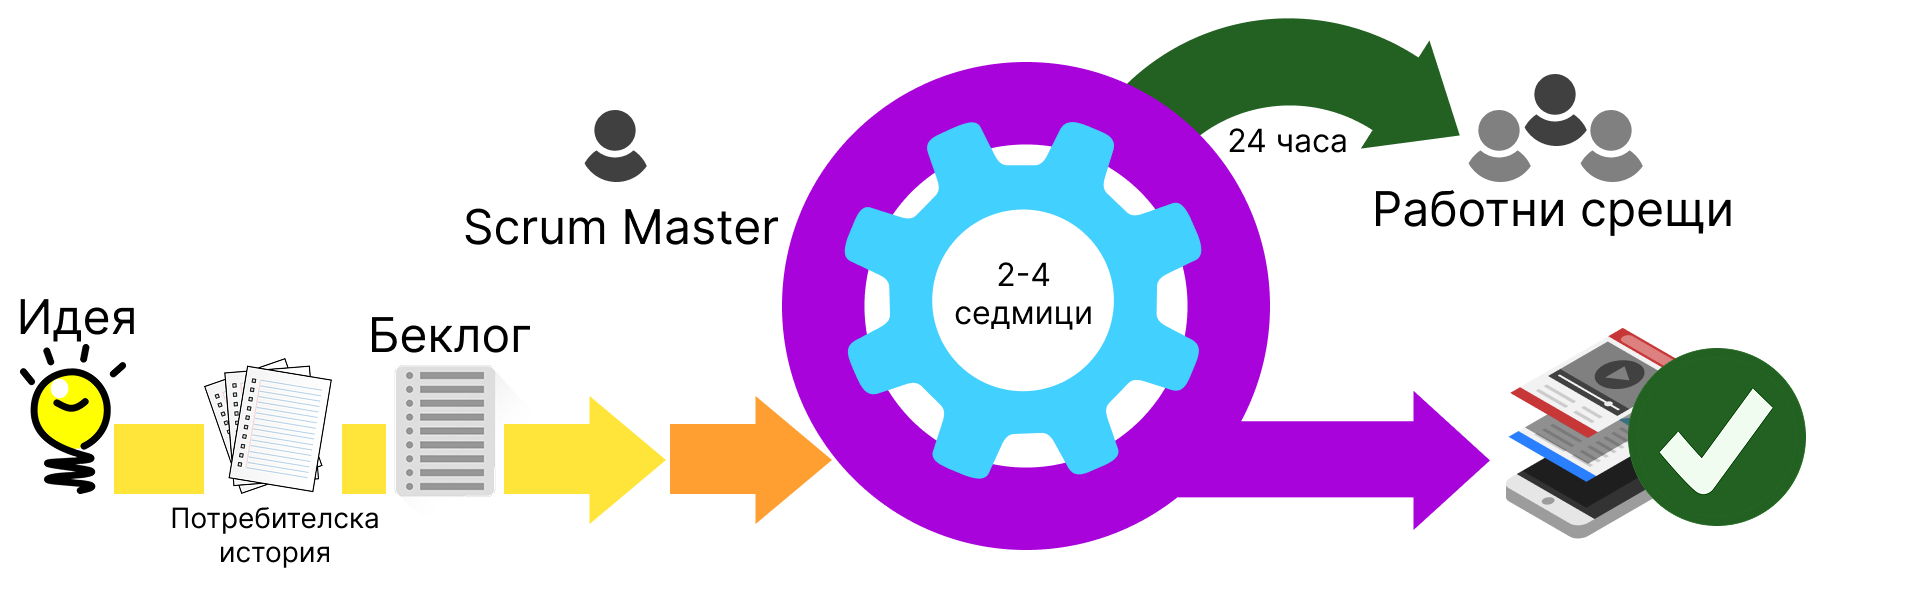 Идея
Потребителска
история
Беклог
Scrum Master
2-4
седмици
24 часа
Работни срещи